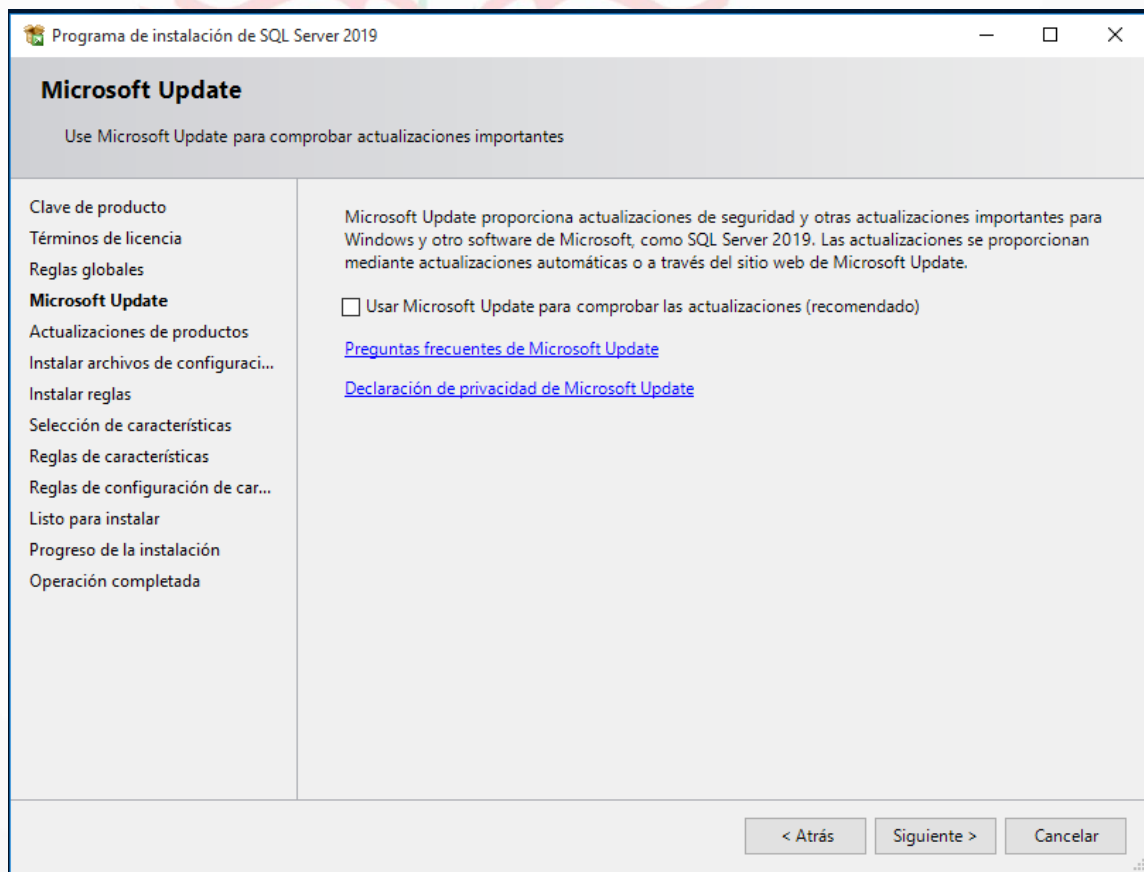 Programa de instalación de SQL Server 2019
Microsoft Update
Use Microsoft Update para comprobar actualizaciones importantes
Clave de producto
Términos de licencia
Reglas globales
Microsoft Update
Actualizaciones de productos
Instalar archivos de configuraci...
Instalar reglas
Selección de características
Reglas de características
Reglas de configuración de car...
Listo para instalar
Progreso de la instalación
Operación completada
Microsoft Update proporciona actualizaciones de seguridad y otras actualizaciones importantes para
Windows y otro software de Microsoft, como SQL Server 2019. Las actualizaciones se proporcionan
mediante actualizaciones automáticas o a través del sitio web de Microsoft Update.
Usar Microsoft Update para comprobar las actualizaciones (recomendado)
Preguntas frecuentes de Microsoft Update
Declaración de privacidad de Microsoft Update
< Atrás
Siguiente >
Cancelar